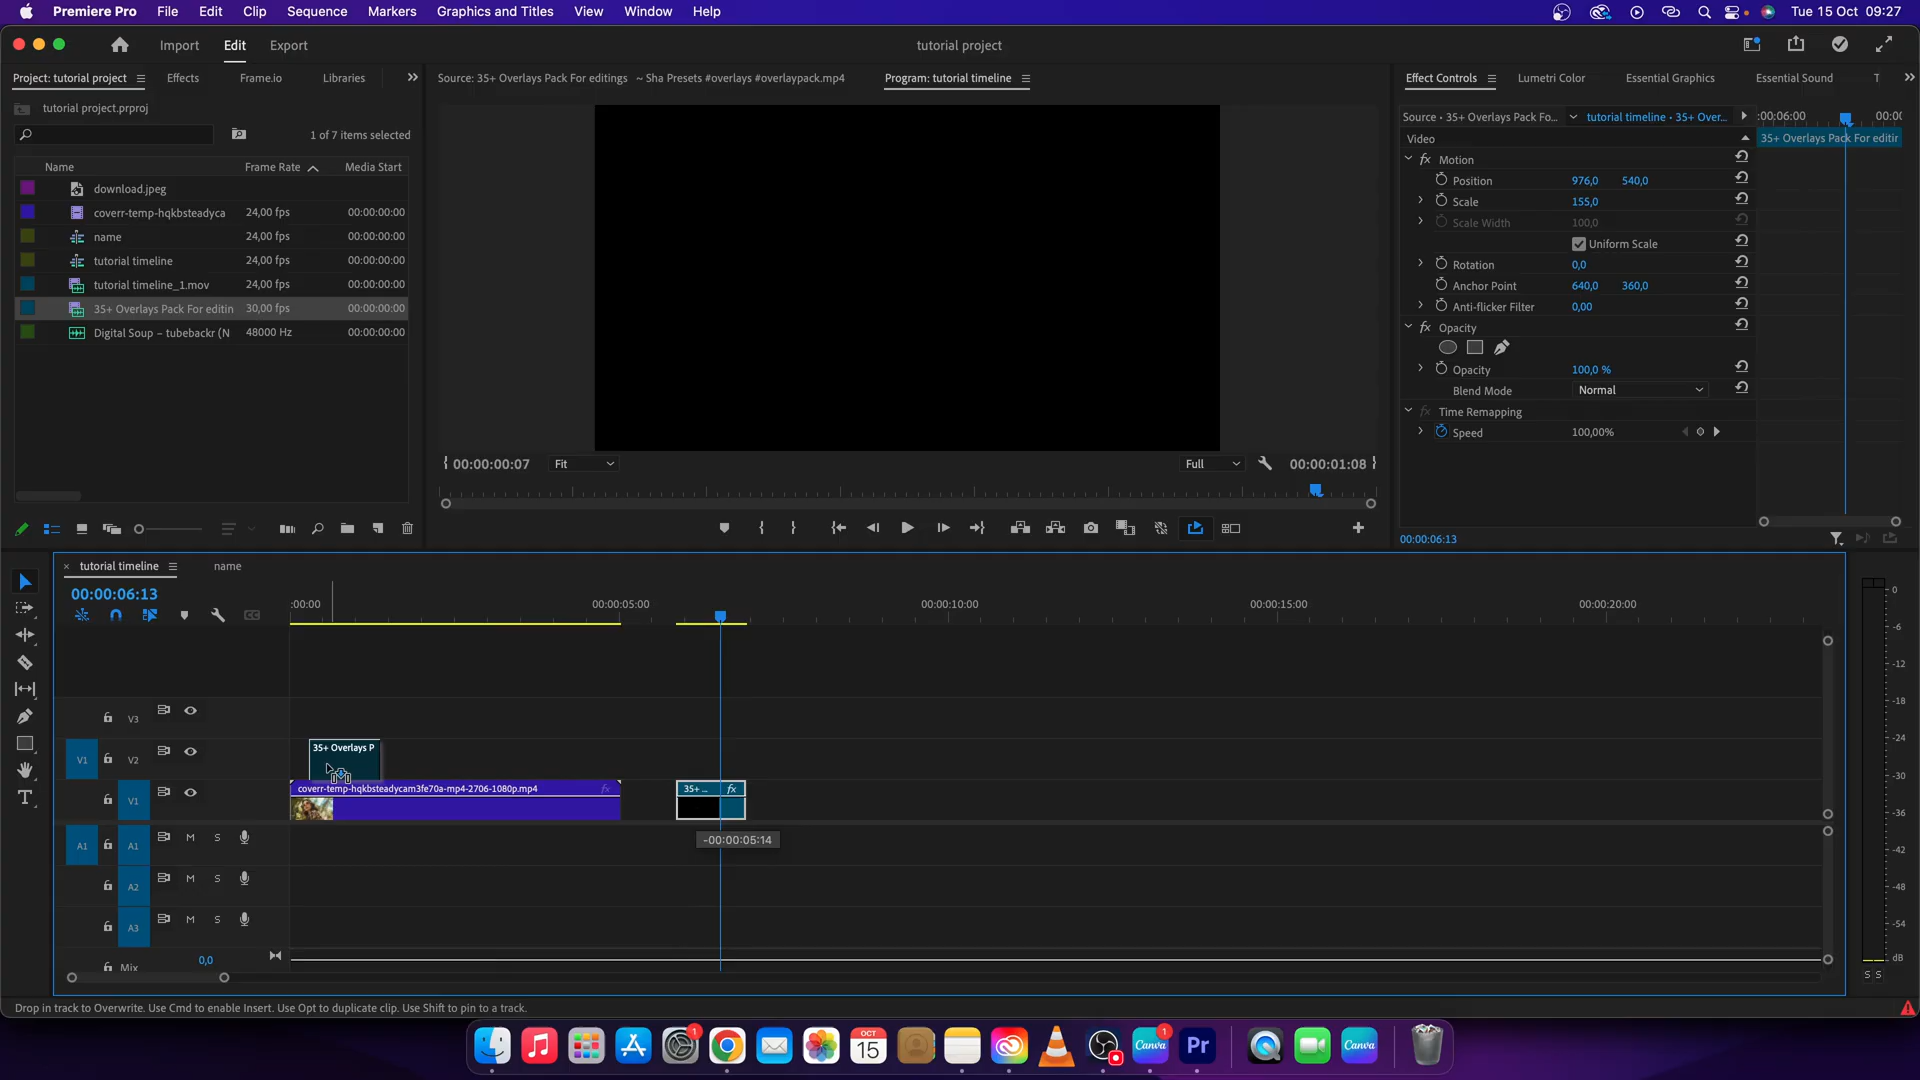 Premiere Pro File Edit Clip Sequence Markers Graphics and Titles View Window Help Tue 15 Oct 09:27
Import Edit Export tutorial project
Project: tutorial project Effects Frame.io Libraries
Source: 35+ Overlays Pack For editings ~ Sha Presets #overlays #overlaypack.mp4 Program: tutorial timeline
Effect Controls Lumetri Color Essential Graphics Essential Sound T
tutorial project.prproj
1 of 7 items selected
Name Frame Rate Media Start
download.jpeg
coverr-temp-hqkbsteadyca 24,00 fps 00:00:00:00
name 24,00 fps 00:00:00:00
tutorial timeline 24,00 fps 00:00:00:00
tutorial timeline_1.mov 24,00 fps 00:00:00:00
35+ Overlays Pack For editin 30,00 fps 00:00:00:00
Digital Soup – tubebackr (N 48000 Hz 00:00:00:00
00:00:00:07 Fit Full 00:00:01:08
Source • 35+ Overlays Pack Fo... tutorial timeline • 35+ Over... :00:06:00 00:00
Video 35+ Overlays Pack For editin
fx Motion
Position 976,0 540,0
Scale 155,0
Scale Width 100,0
Uniform Scale
Rotation 0,0
Anchor Point 640,0 360,0
Anti-flicker Filter 0,00
fx Opacity
Opacity 100,0 %
Blend Mode Normal
fx Time Remapping
Speed 100,00%
00:00:06:13
tutorial timeline name
00:00:06:13
CC
:00:00 00:00:05:00 00:00:10:00 00:00:15:00 00:00:20:00
V3
V1 V2 35+ Overlays P
V1 coverr-temp-hqkbsteadycam3fe70a-mp4-2706-1080p.mp4 fx 35+ ... fx
-00:00:05:14
A1 A1 M S
A2 M S
A3 M S
Mix 0,0
0
-6
-12
-18
-24
-30
-36
-42
-48
-54
dB
S S
Drop in track to Overwrite. Use Cmd to enable Insert. Use Opt to duplicate clip. Use Shift to pin to a track.
OCT
15
1
Canva
1
Pr
Canva